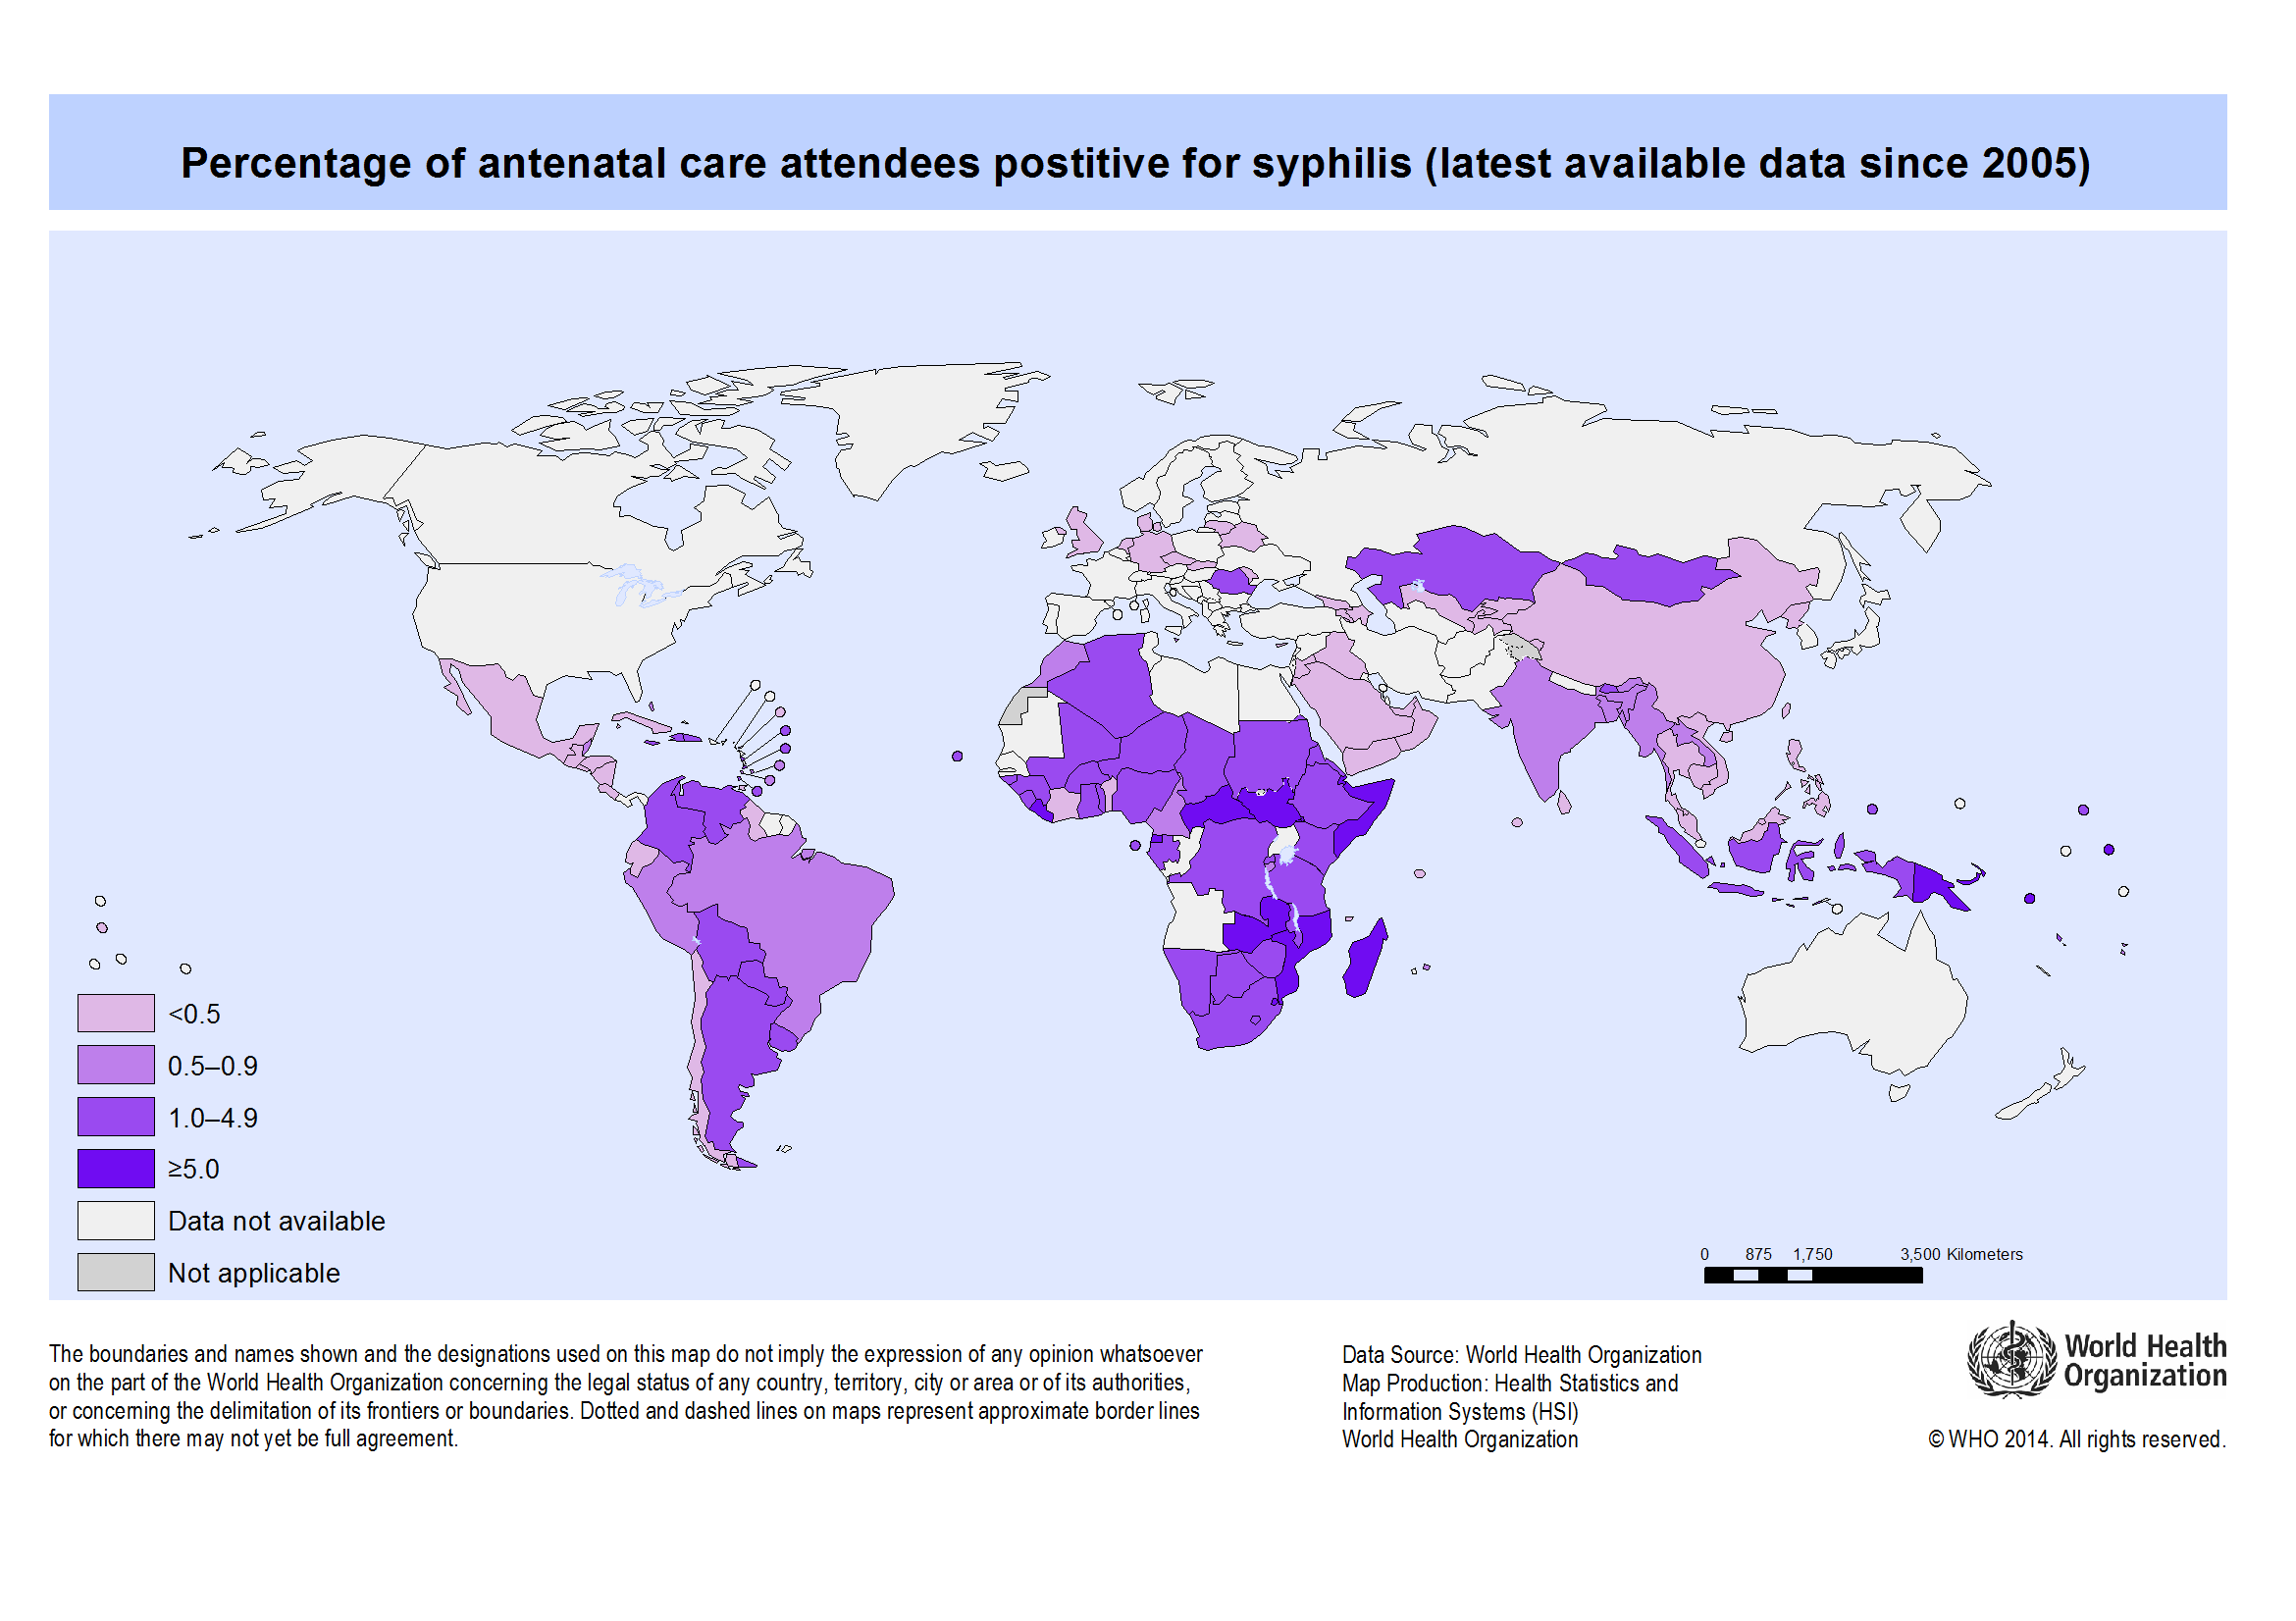 Percentage of antenatal care attendees postitive for syphilis (latest available data since 2005)
<0.5
0.5–0.9
1.0–4.9
≥5.0
Data not available
Not applicable
0 875 1,750 3,500 Kilometers
The boundaries and names shown and the designations used on this map do not imply the expression of any opinion whatsoever
on the part of the World Health Organization concerning the legal status of any country, territory, city or area or of its authorities,
or concerning the delimitation of its frontiers or boundaries. Dotted and dashed lines on maps represent approximate border lines
for which there may not yet be full agreement.
Data Source: World Health Organization
Map Production: Health Statistics and
Information Systems (HSI)
World Health Organization
World Health
Organization
© WHO 2014. All rights reserved.